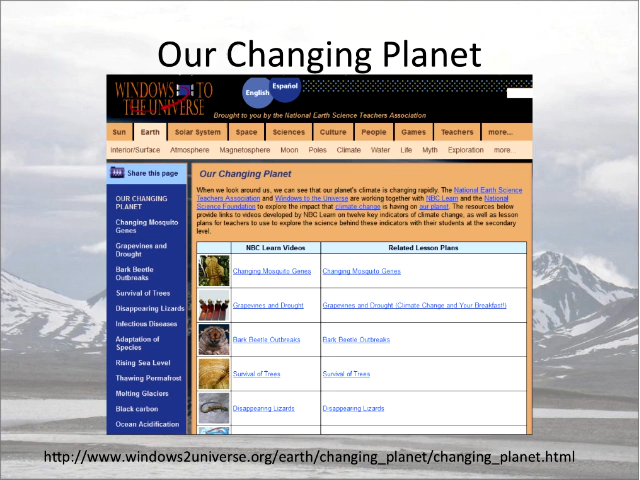 Our Changing Planet
WINDOWS TO
THE UNIVERSE
English
Español
Brought to you by the National Earth Science Teachers Association
Sun Earth Solar System Space Sciences Culture People Games Teachers more...
Interior/Surface Atmosphere Magnetosphere Moon Poles Climate Water Life Myth Exploration more...
Share this page
OUR CHANGING
PLANET
Changing Mosquito
Genes
Grapevines and
Drought
Bark Beetle
Outbreaks
Survival of Trees
Disappearing Lizards
Infectious Diseases
Adaptation of
Species
Rising Sea Level
Thawing Permafrost
Melting Glaciers
Black carbon
Ocean Acidification
Our Changing Planet
When we look around us, we can see that our planet's climate is changing rapidly. The National Earth Science
Teachers Association and Windows to the Universe are working together with NBC Learn and the National
Science Foundation to explore the impact that climate change is having on our planet. The resources below
provide links to videos developed by NBC Learn on twelve key indicators of climate change, as well as lesson
plans for teachers to use to explore the science behind these indicators with their students at the secondary
level.
NBC Learn Videos Related Lesson Plans
Changing Mosquito Genes Changing Mosquito Genes
Grapevines and Drought Grapevines and Drought (Climate Change and Your Breakfast!!)
Bark Beetle Outbreaks Bark Beetle Outbreaks
Survival of Trees Survival of Trees
Disappearing Lizards Disappearing Lizards
http://www.windows2universe.org/earth/changing_planet/changing_planet.html